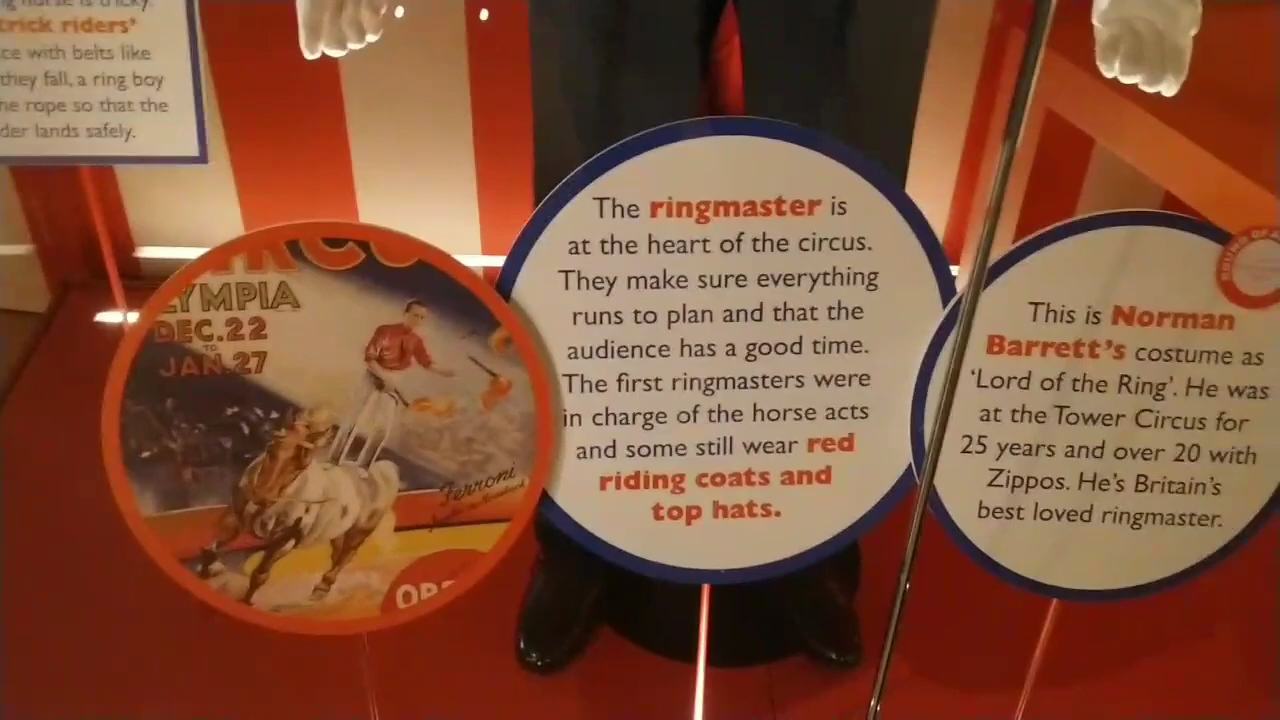 trick riders'
with belts like
they fall, a ring boy
rope so that the
lands safely.
DEC.22
TO
JAN.27
Ferroni
The ringmaster is
at the heart of the circus.
They make sure everything
runs to plan and that the
audience has a good time.
The first ringmasters were
in charge of the horse acts
and some still wear red
riding coats and
top hats.
This is Norman
Barrett's costume as
'Lord of the Ring'. He was
at the Tower Circus for
25 years and over 20 with
Zippos. He's Britain's
best loved ringmaster.